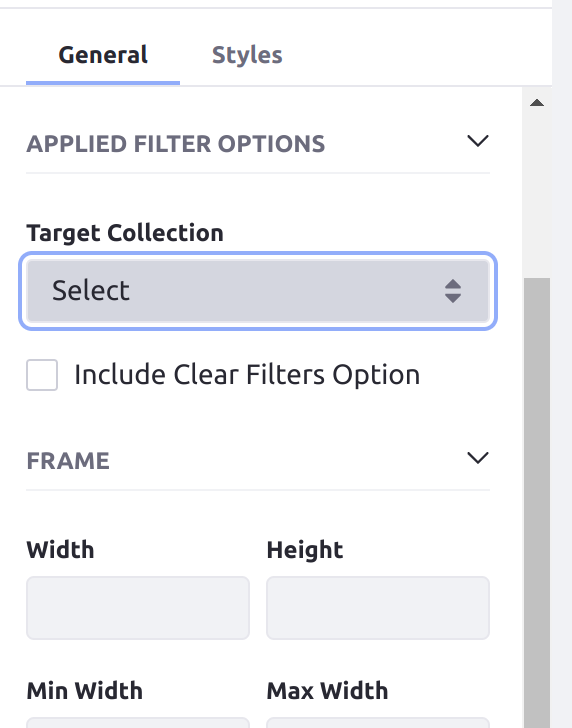 General Styles
APPLIED FILTER OPTIONS
Target Collection
Select
Include Clear Filters Option
FRAME
Width Height
Min Width Max Width